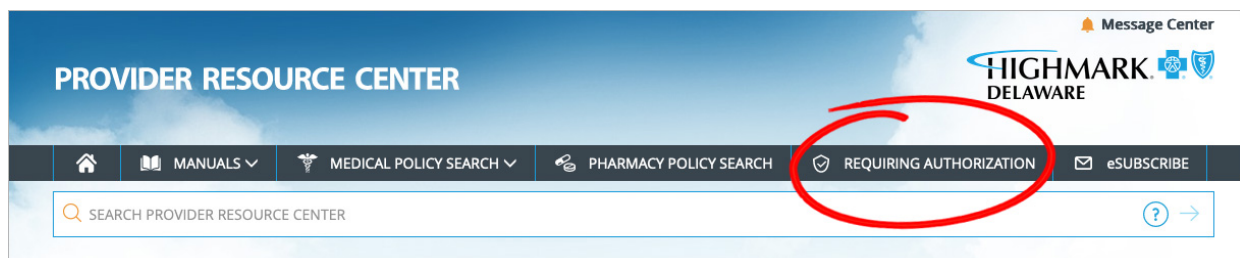 Message Center
PROVIDER RESOURCE CENTER
HIGHMARK.
DELAWARE
MANUALS
MEDICAL POLICY SEARCH
PHARMACY POLICY SEARCH
REQUIRING AUTHORIZATION
eSUBSCRIBE
SEARCH PROVIDER RESOURCE CENTER
?